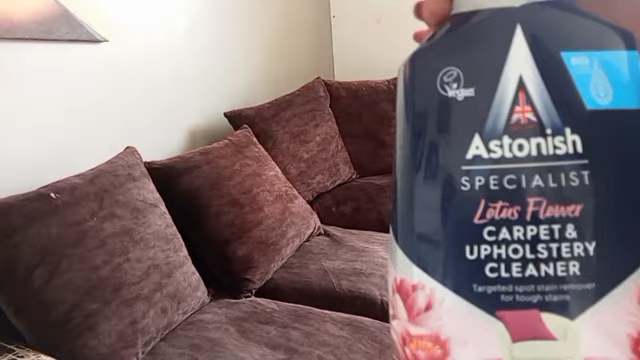 Vegan
Astonish
SPECIALIST
Lotus Flower
CARPET &
UPHOLSTERY
CLEANER
Targeted spot stain remover
for tough stains